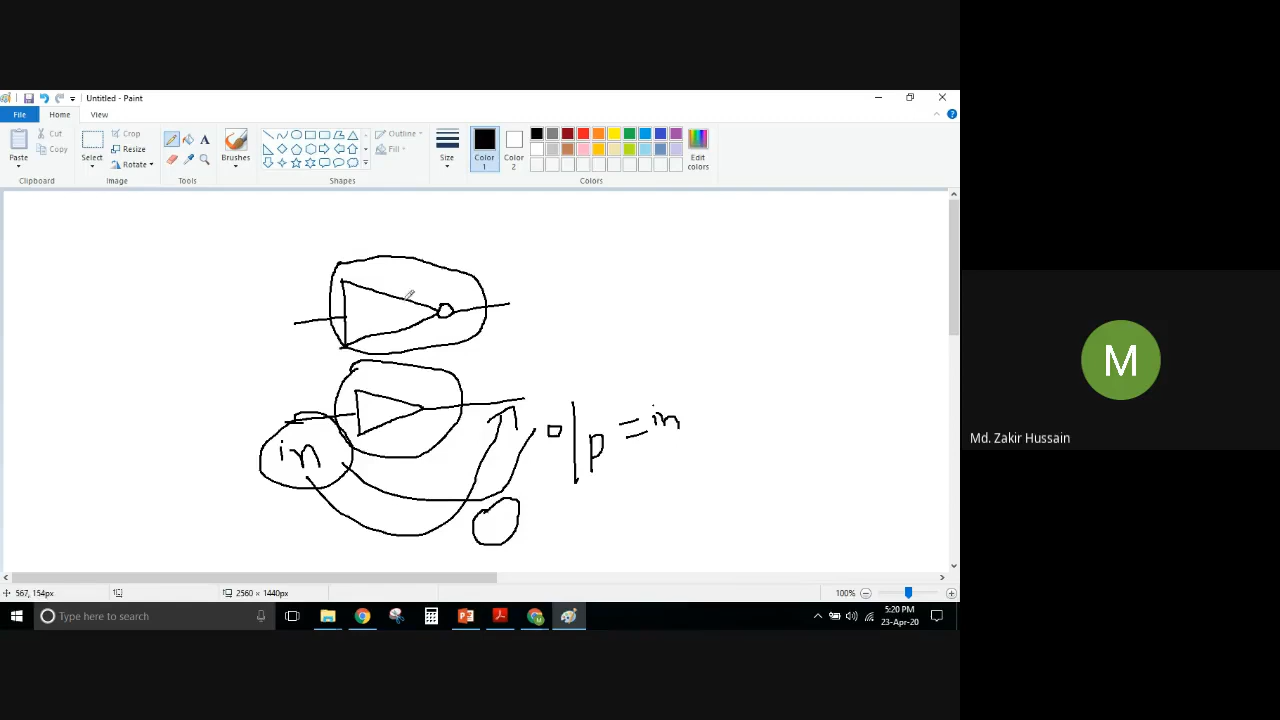 Untitled - Paint
File Home View
Cut
Copy
Paste
Clipboard
Crop
Resize
Rotate
Select
Image
Tools
Brushes
Shapes
Outline
Fill
Size
Color 1
Color 2
Edit colors
Colors
in
o|p = in
567, 154px
2560 × 1440px
100%
Type here to search
5:20 PM
23-Apr-20
M
Md. Zakir Hussain